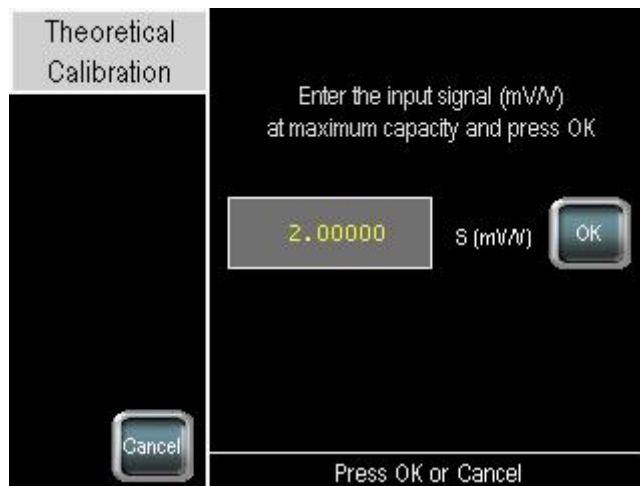 Theoretical
Calibration
Enter the input signal (mV/V)
at maximum capacity and press OK
2.00000 S (mV/V) OK
Cancel
Press OK or Cancel